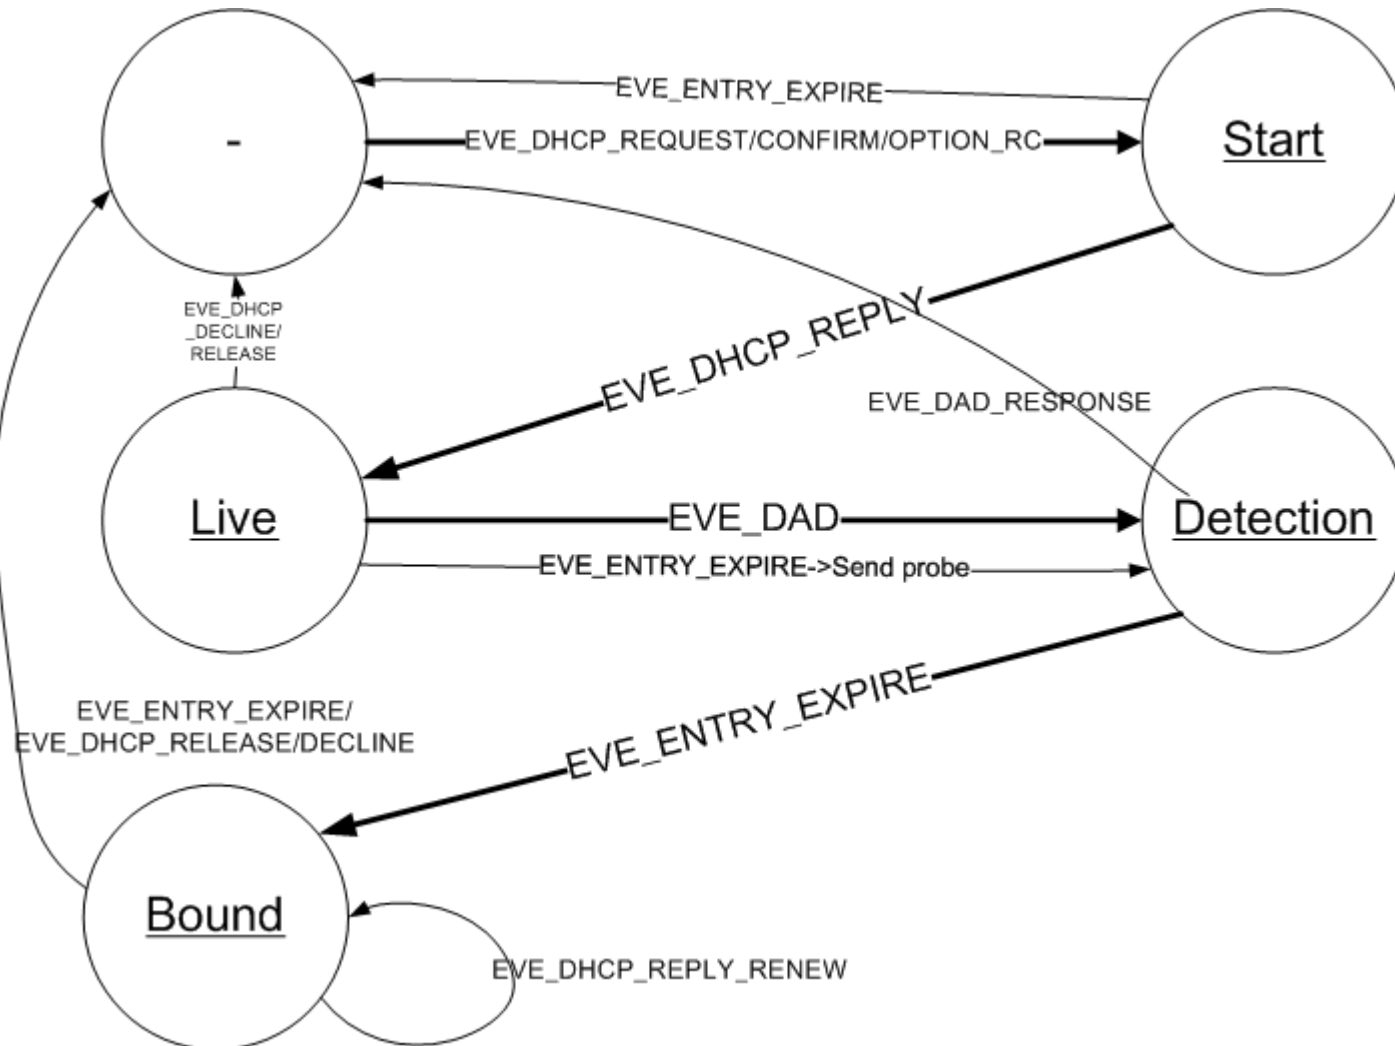 EVE_ENTRY_EXPIRE
-
EVE_DHCP_REQUEST/CONFIRM/OPTION_RC
Start
EVE_DHCP
_DECLINE/
RELEASE
EVE_DHCP_REPLY
EVE_DAD_RESPONSE
Live
EVE_DAD
Detection
EVE_ENTRY_EXPIRE->Send probe
EVE_ENTRY_EXPIRE
EVE_ENTRY_EXPIRE/
EVE_DHCP_RELEASE/DECLINE
Bound
EVE_DHCP_REPLY_RENEW